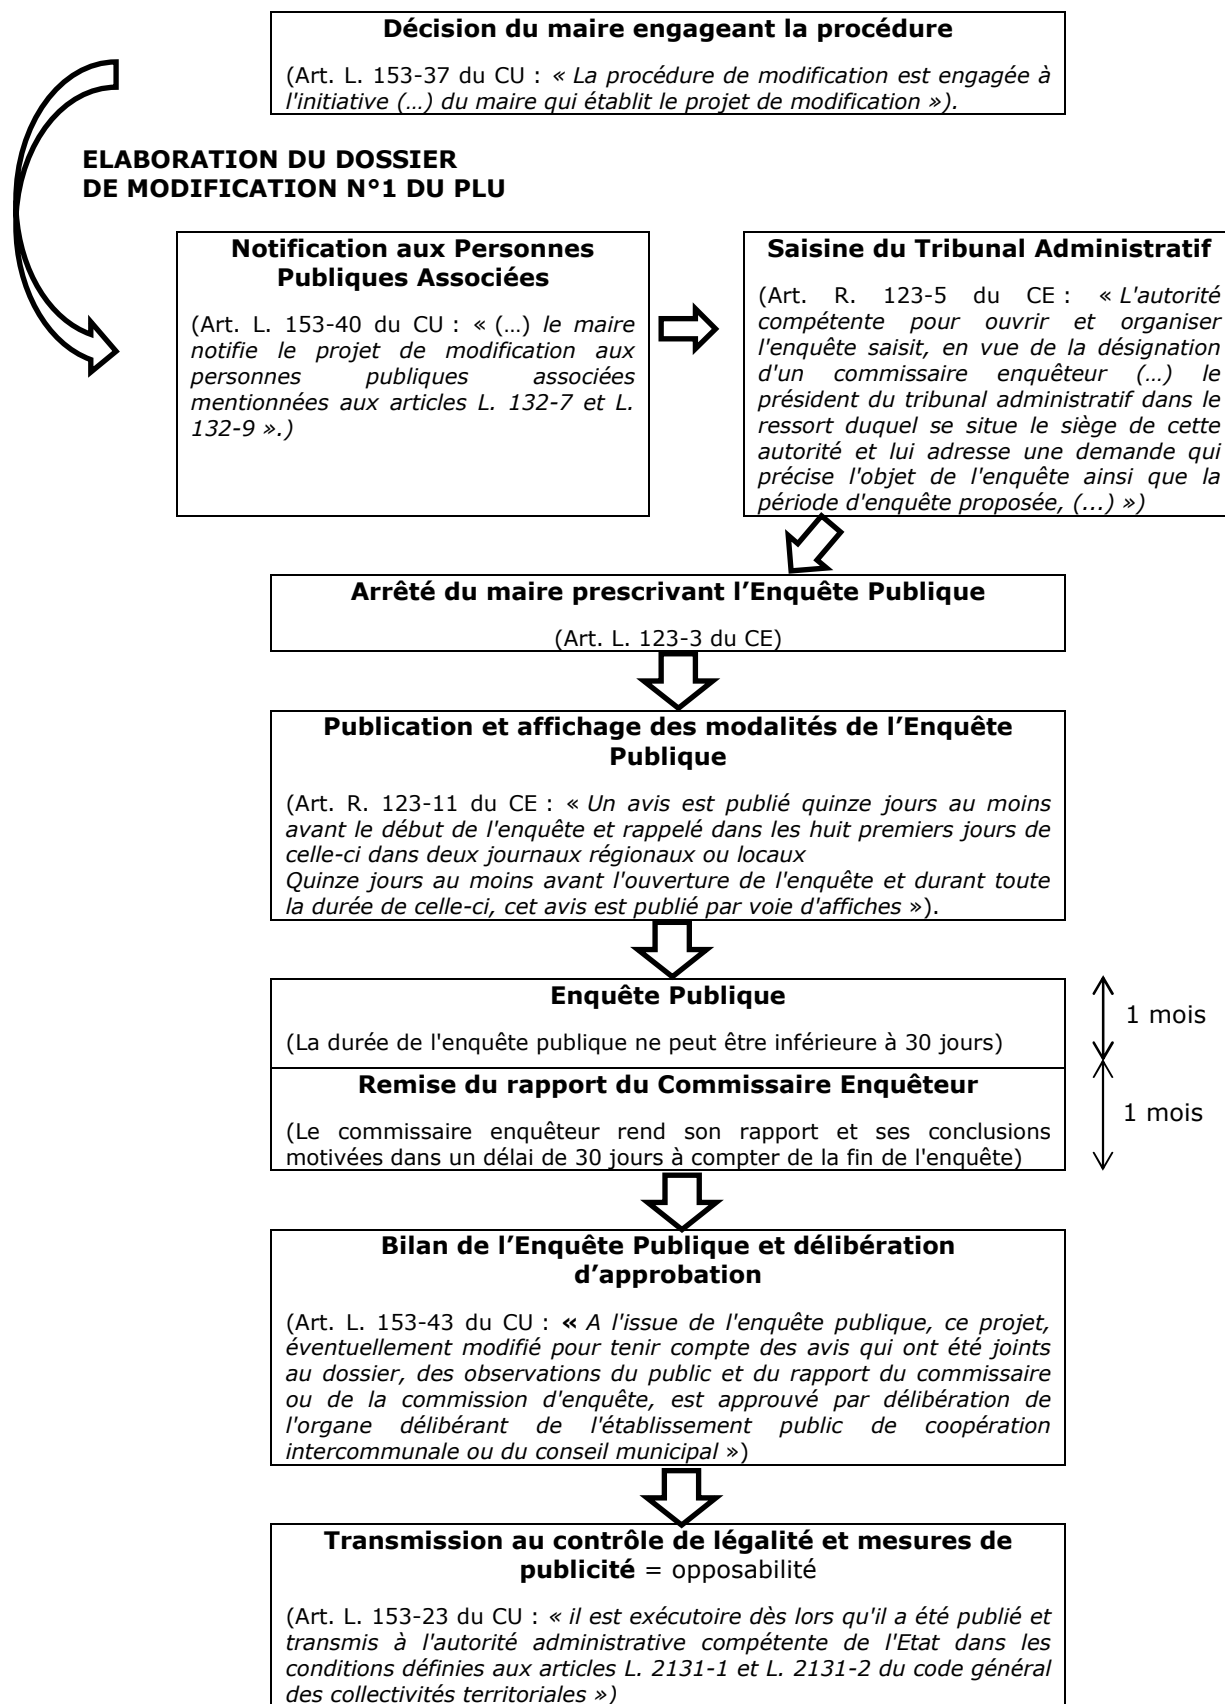 Décision du maire engageant la procédure
(Art. L. 153-37 du CU : « La procédure de modification est engagée à
l'initiative (…) du maire qui établit le projet de modification »).
ELABORATION DU DOSSIER
DE MODIFICATION N°1 DU PLU
Notification aux Personnes
Publiques Associées
(Art. L. 153-40 du CU : « (…) le maire
notifie le projet de modification aux
personnes publiques associées
mentionnées aux articles L. 132-7 et L.
132-9 ».)
Saisine du Tribunal Administratif
(Art. R. 123-5 du CE : « L'autorité
compétente pour ouvrir et organiser
l'enquête saisit, en vue de la désignation
d'un commissaire enquêteur (…) le
président du tribunal administratif dans le
ressort duquel se situe le siège de cette
autorité et lui adresse une demande qui
précise l'objet de l'enquête ainsi que la
période d'enquête proposée, (...) »)
Arrêté du maire prescrivant l’Enquête Publique
(Art. L. 123-3 du CE)
Publication et affichage des modalités de l’Enquête
Publique
(Art. R. 123-11 du CE : « Un avis est publié quinze jours au moins
avant le début de l'enquête et rappelé dans les huit premiers jours de
celle-ci dans deux journaux régionaux ou locaux
Quinze jours au moins avant l'ouverture de l'enquête et durant toute
la durée de celle-ci, cet avis est publié par voie d'affiches »).
Enquête Publique
(La durée de l'enquête publique ne peut être inférieure à 30 jours)
1 mois
Remise du rapport du Commissaire Enquêteur
(Le commissaire enquêteur rend son rapport et ses conclusions
motivées dans un délai de 30 jours à compter de la fin de l'enquête)
1 mois
Bilan de l’Enquête Publique et délibération
d’approbation
(Art. L. 153-43 du CU : « A l'issue de l'enquête publique, ce projet,
éventuellement modifié pour tenir compte des avis qui ont été joints
au dossier, des observations du public et du rapport du commissaire
ou de la commission d'enquête, est approuvé par délibération de
l'organe délibérant de l'établissement public de coopération
intercommunale ou du conseil municipal »)
Transmission au contrôle de légalité et mesures de
publicité = opposabilité
(Art. L. 153-23 du CU : « il est exécutoire dès lors qu'il a été publié et
transmis à l'autorité administrative compétente de l'Etat dans les
conditions définies aux articles L. 2131-1 et L. 2131-2 du code général
des collectivités territoriales »)